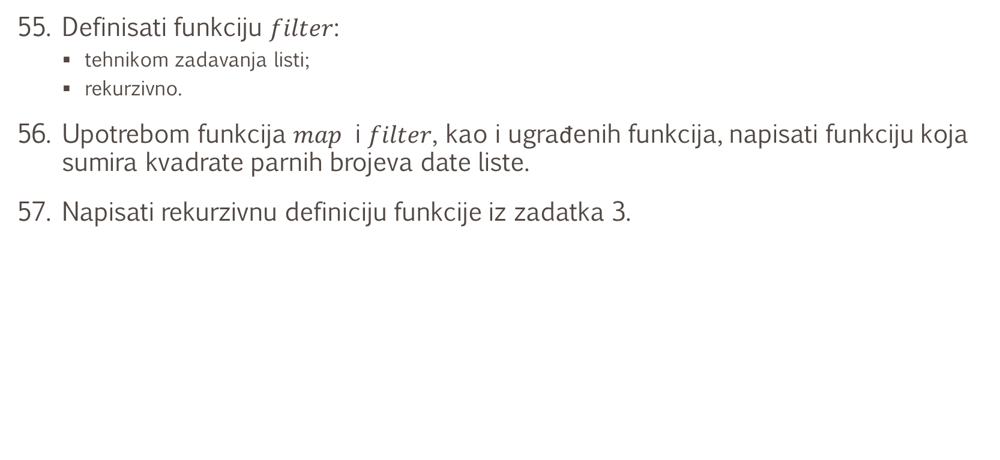 55. Definisati funkciju filter:
▪ tehnikom zadavanja listi;
▪ rekurzivno.
56. Upotrebom funkcija map i filter, kao i ugrađenih funkcija, napisati funkciju koja
sumira kvadrate parnih brojeva date liste.
57. Napisati rekurzivnu definiciju funkcije iz zadatka 3.